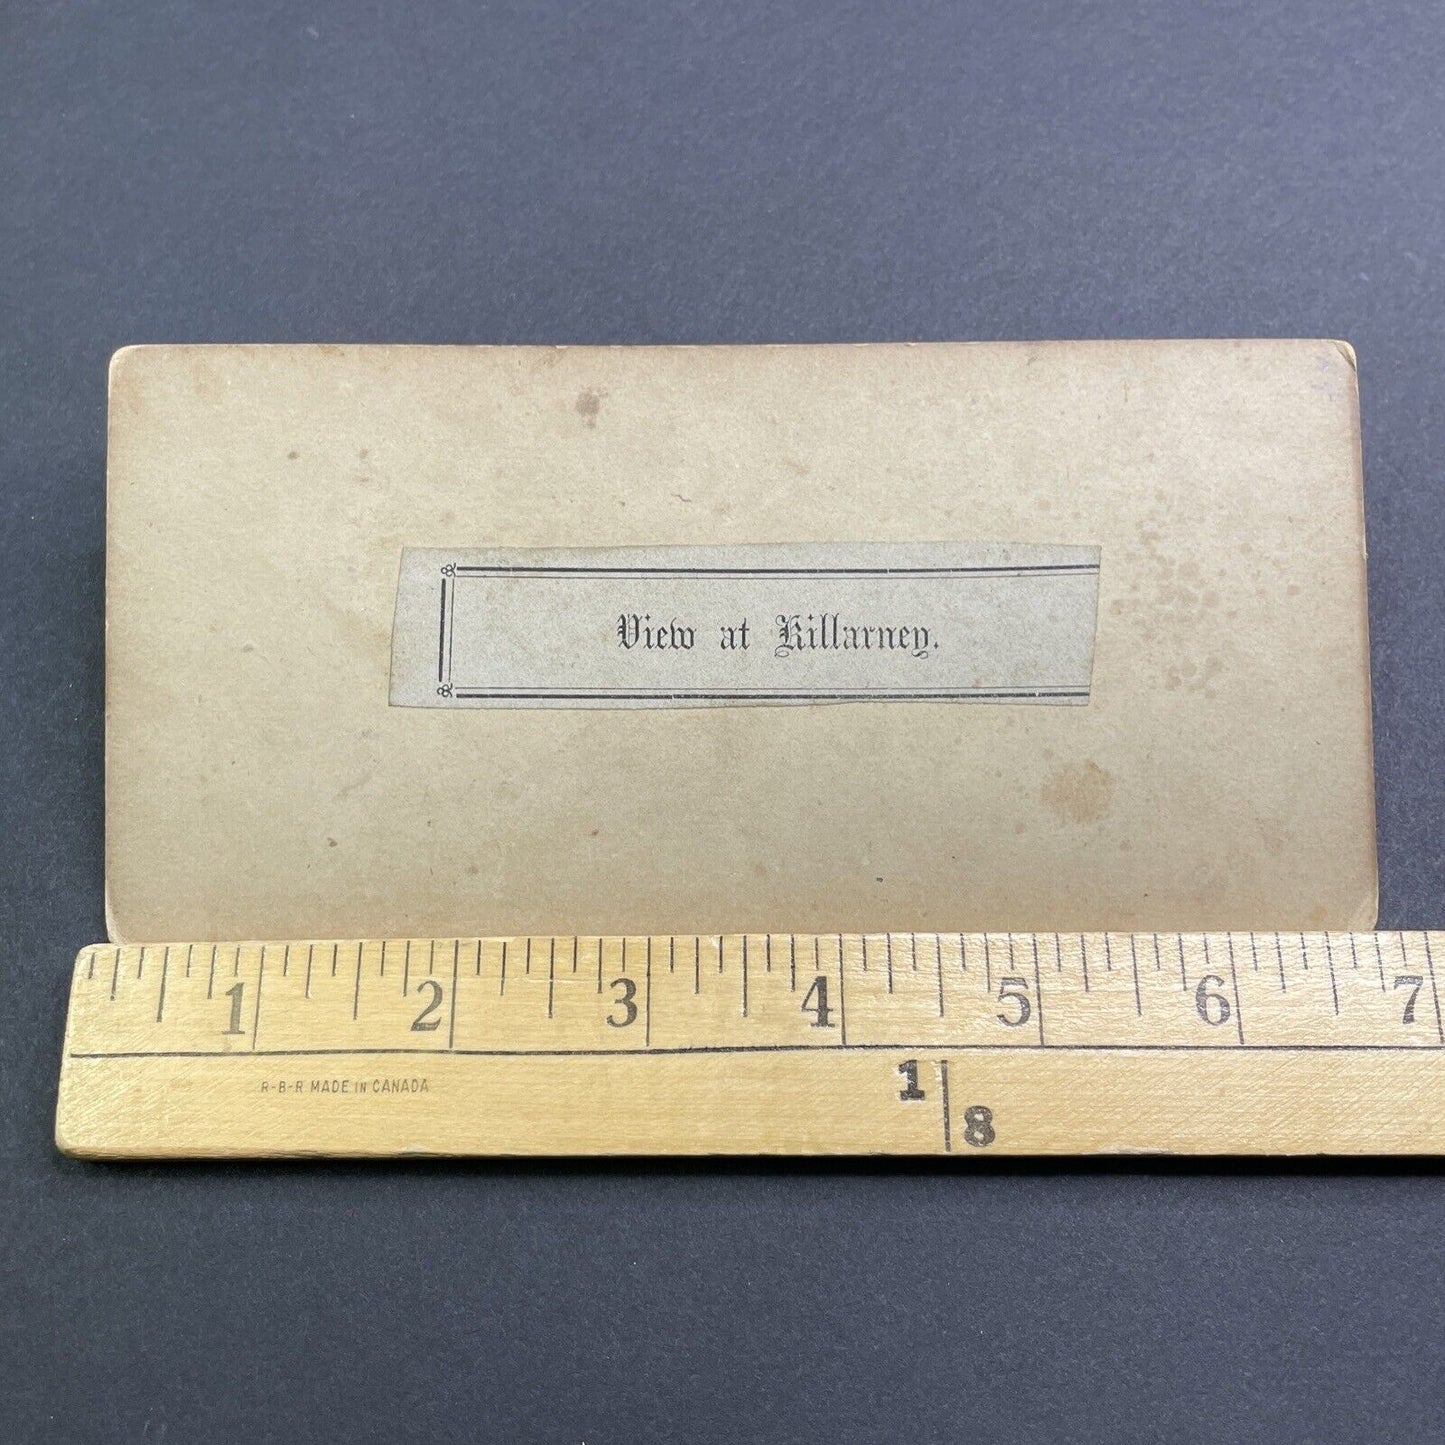 View at Killarney.
1 2 3 4 5 6 7
R-B-R MADE IN CANADA
1/8